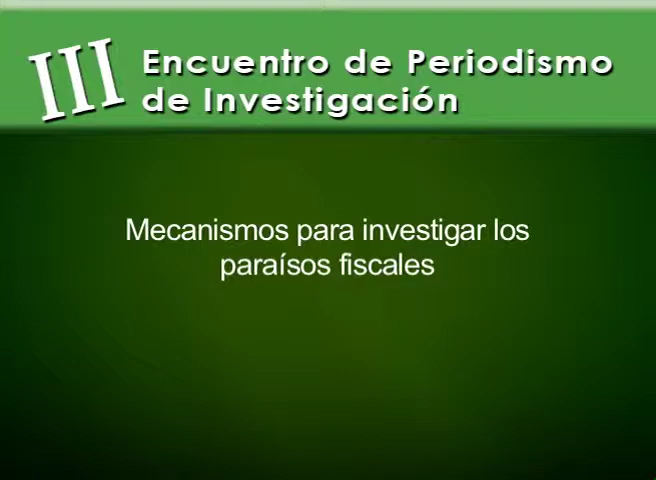 III Encuentro de Periodismo
de Investigación
Mecanismos para investigar los
paraísos fiscales